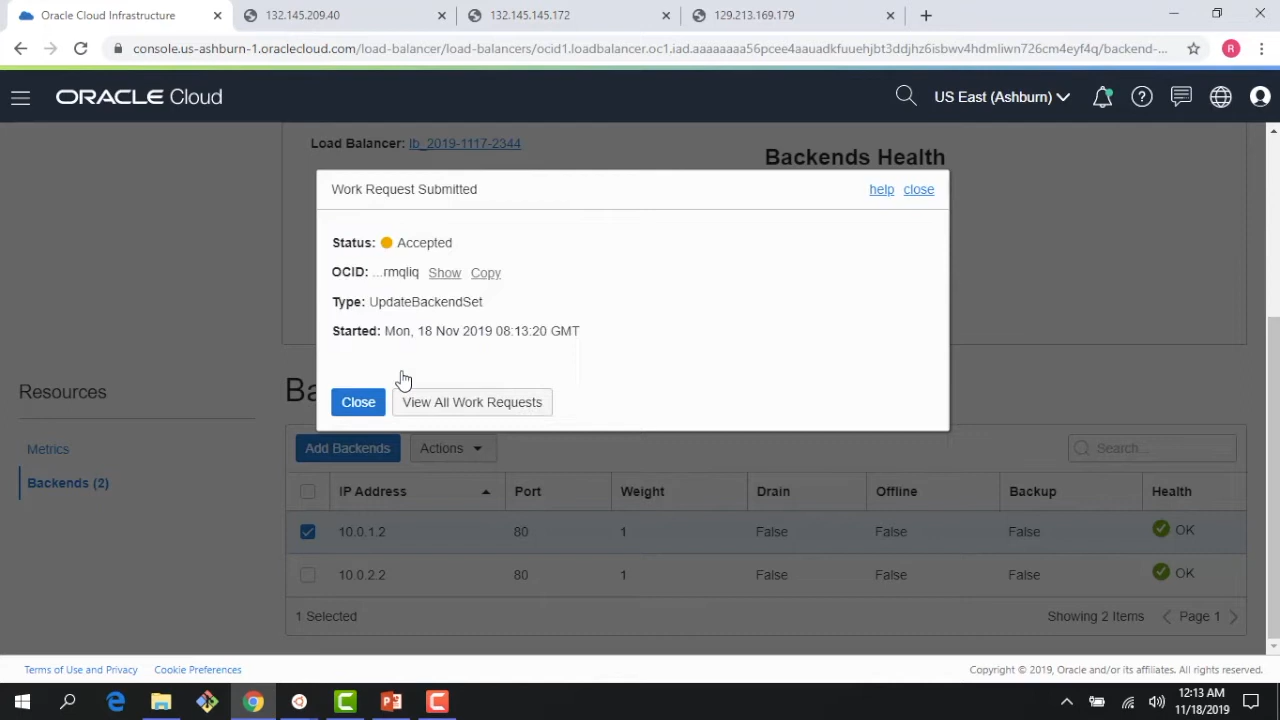 Oracle Cloud Infrastructure
132.145.209.40
132.145.145.172
129.213.169.179
console.us-ashburn-1.oraclecloud.com/load-balancer/load-balancers/ocid1.loadbalancer.oc1.iad.aaaaaaaa56pcee4aauadkfuuehjbt3ddjhz6isbwv4hdmliwn726cm4eyf4q/backend-...
R
ORACLE Cloud
US East (Ashburn)
Load Balancer: lb_2019-1117-2344
Backends Health
Work Request Submitted
help
close
Status: Accepted
OCID: ...rmqliq Show Copy
Type: UpdateBackendSet
Started: Mon, 18 Nov 2019 08:13:20 GMT
Close
View All Work Requests
Resources
Metrics
Backends (2)
Ba
Add Backends
Actions
Search...
IP Address Port Weight Drain Offline Backup Health
10.0.1.2 80 1 False False False OK
10.0.2.2 80 1 False False False OK
1 Selected
Showing 2 Items
Page 1
Terms of Use and Privacy
Cookie Preferences
Copyright © 2019, Oracle and/or its affiliates. All rights reserved.
12:13 AM
11/18/2019